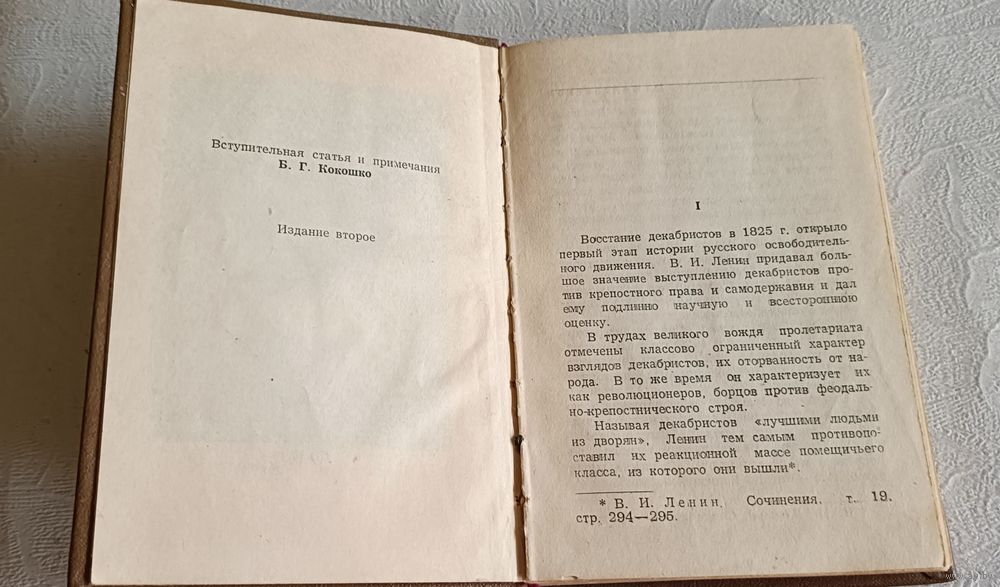 Вступительная статья и примечания
Б. Г. Кокошко
Издание второе
I
Восстание декабристов в 1825 г. открыло
первый этап истории русского освободитель-
ного движения. В. И. Ленин придавал боль-
шое значение выступлению декабристов про-
тив крепостного права и самодержавия и дал
ему подлинно научную и всестороннюю
оценку.
В трудах великого вождя пролетариата
отмечены классово ограниченный характер
взглядов декабристов, их оторванность от на-
рода. В то же время он характеризует их
как революционеров, борцов против феодаль-
но-крепостнического строя.
Называя декабристов «лучшими людьми
из дворян», Ленин тем самым противопо-
ставил их реакционной массе помещичьего
класса, из которого они вышли*.
* В. И. Ленин. Сочинения, т. 19,
стр. 294—295.